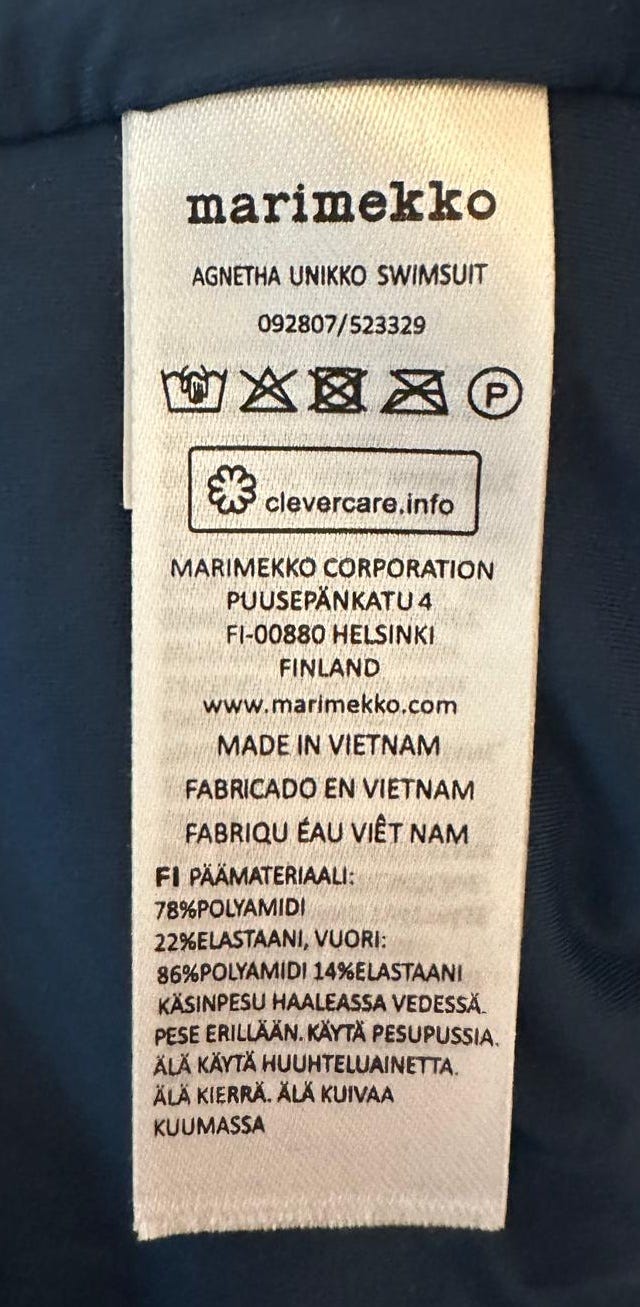 marimekko
AGNETHA UNIKKO SWIMSUIT
092807/523329
P
clevercare.info
MARIMEKKO CORPORATION
PUUSEPÄNKATU 4
FI-00880 HELSINKI
FINLAND
www.marimekko.com
MADE IN VIETNAM
FABRICADO EN VIETNAM
FABRIQU ÉAU VIÊT NAM
FI PÄÄMATERIAALI:
78%POLYAMIDI
22%ELASTAANI, VUORI:
86%POLYAMIDI 14%ELASTAANI
KÄSINPESU HAALEASSA VEDESSÄ.
PESE ERILLÄÄN. KÄYTÄ PESUPUSSIA.
ÄLÄ KÄYTÄ HUUHTELUAINETTA.
ÄLÄ KIERRÄ. ÄLÄ KUIVAA
KUUMASSA